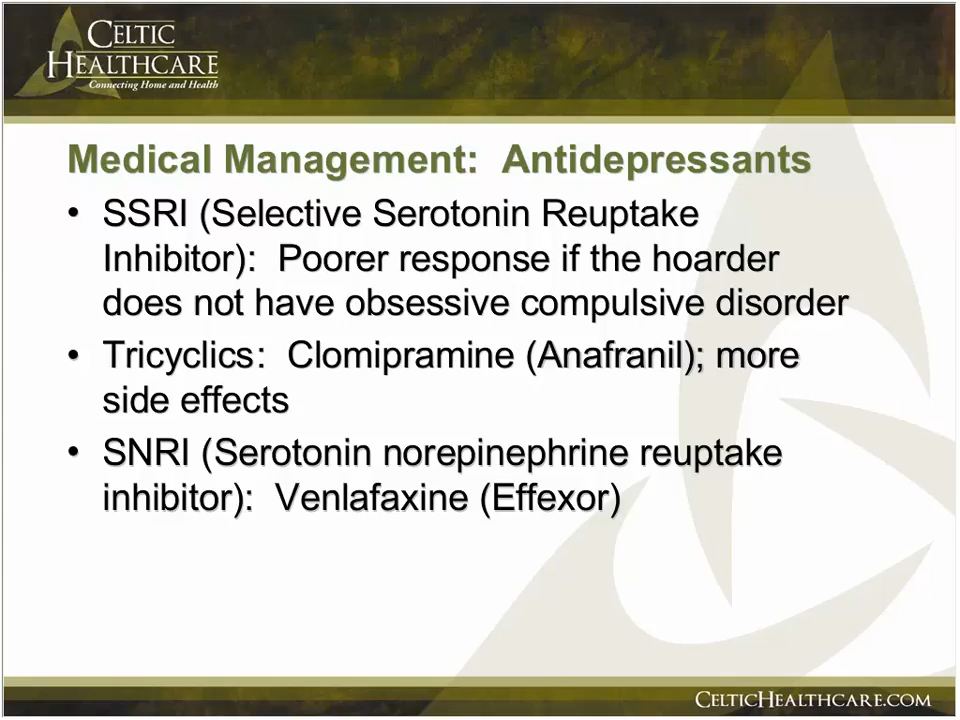 CELTIC
HEALTHCARE
Connecting Home and Health
Medical Management:  Antidepressants
• SSRI (Selective Serotonin Reuptake
Inhibitor):  Poorer response if the hoarder
does not have obsessive compulsive disorder
• Tricyclics:  Clomipramine (Anafranil); more
side effects
• SNRI (Serotonin norepinephrine reuptake
inhibitor):  Venlafaxine (Effexor)
CELTICHEALTHCARE.COM